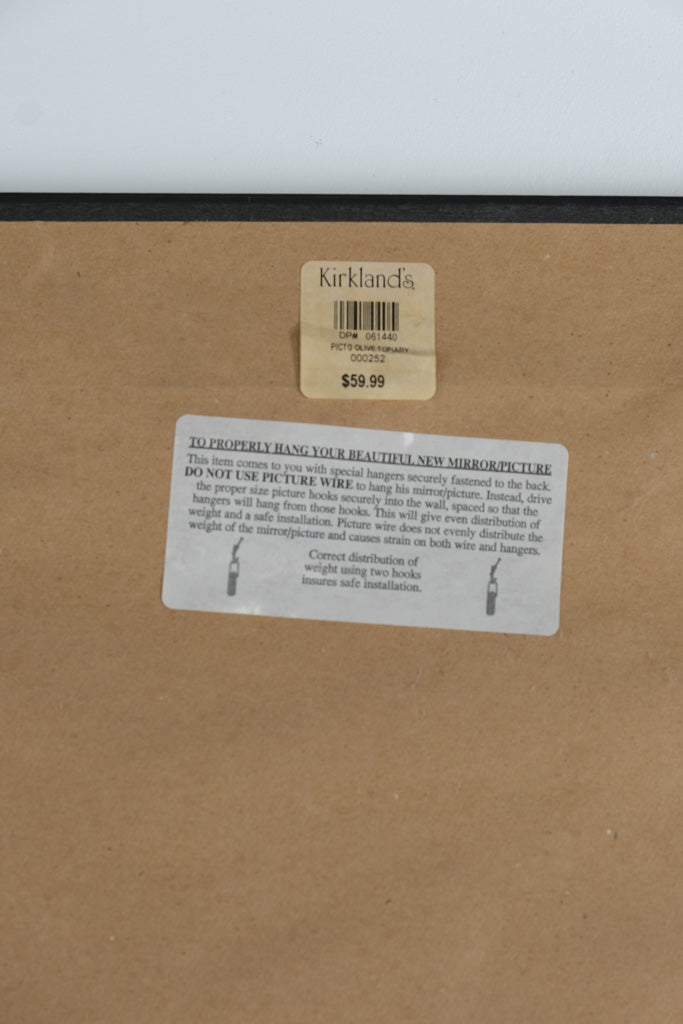 Kirkland's
DP# 061440
PICTO OLIVE TOPIARY
000252
$59.99
TO PROPERLY HANG YOUR BEAUTIFUL NEW MIRROR/PICTURE
This item comes to you with special hangers securely fastened to the back.
DO NOT USE PICTURE WIRE to hang his mirror/picture. Instead, drive
the proper size picture hooks securely into the wall, spaced so that the
hangers will hang from those hooks. This will give even distribution of
weight and a safe installation. Picture wire does not evenly distribute the
weight of the mirror/picture and causes strain on both wire and hangers.
Correct distribution of
weight using two hooks
insures safe installation.